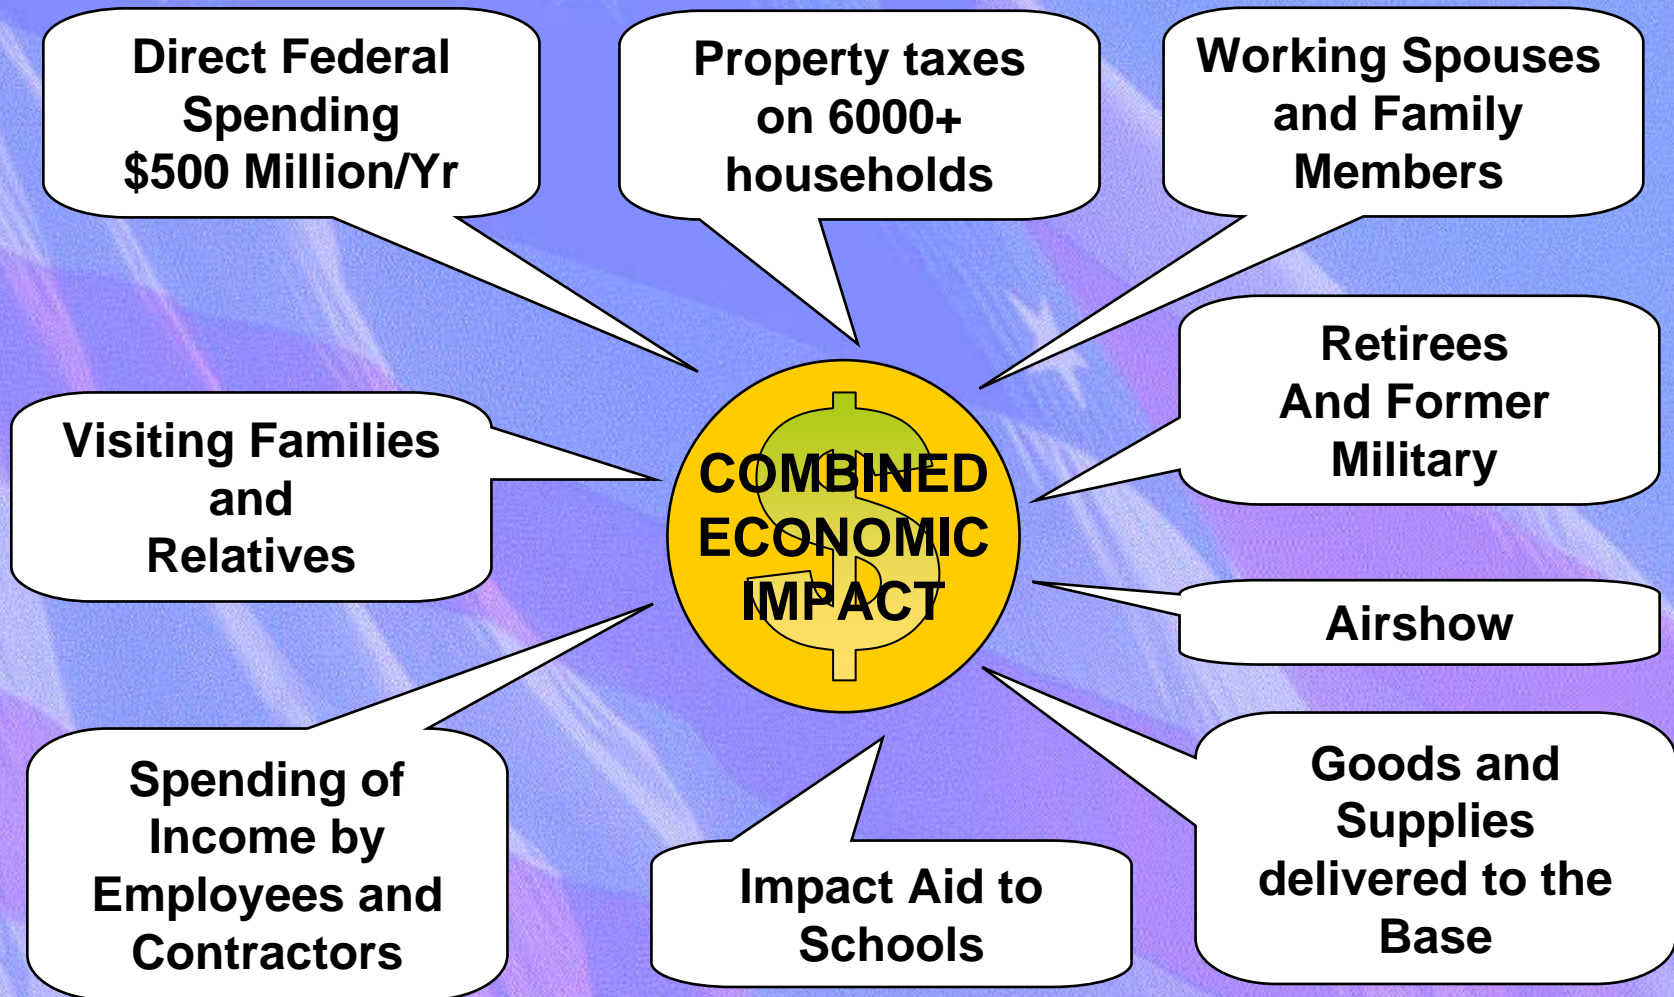 Direct Federal
Spending
$500 Million/Yr
Property taxes
on 6000+
households
Working Spouses
and Family
Members
Visiting Families
and
Relatives
$
COMBINED
ECONOMIC
IMPACT
Retirees
And Former
Military
Airshow
Spending of
Income by
Employees and
Contractors
Impact Aid to
Schools
Goods and
Supplies
delivered to the
Base